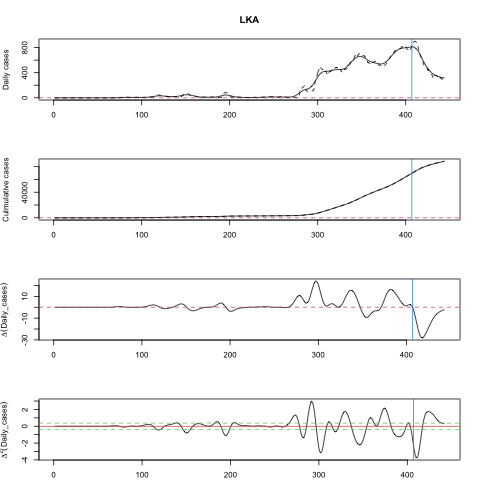 LKA
Daily cases
0
400
800
0 100 200 300 400
Culmulative cases
0
40000
0 100 200 300 400
Δ(Daily_cases)
-30
-10
10
0 100 200 300 400
Δ²(Daily_cases)
-4
-2
0
2
0 100 200 300 400